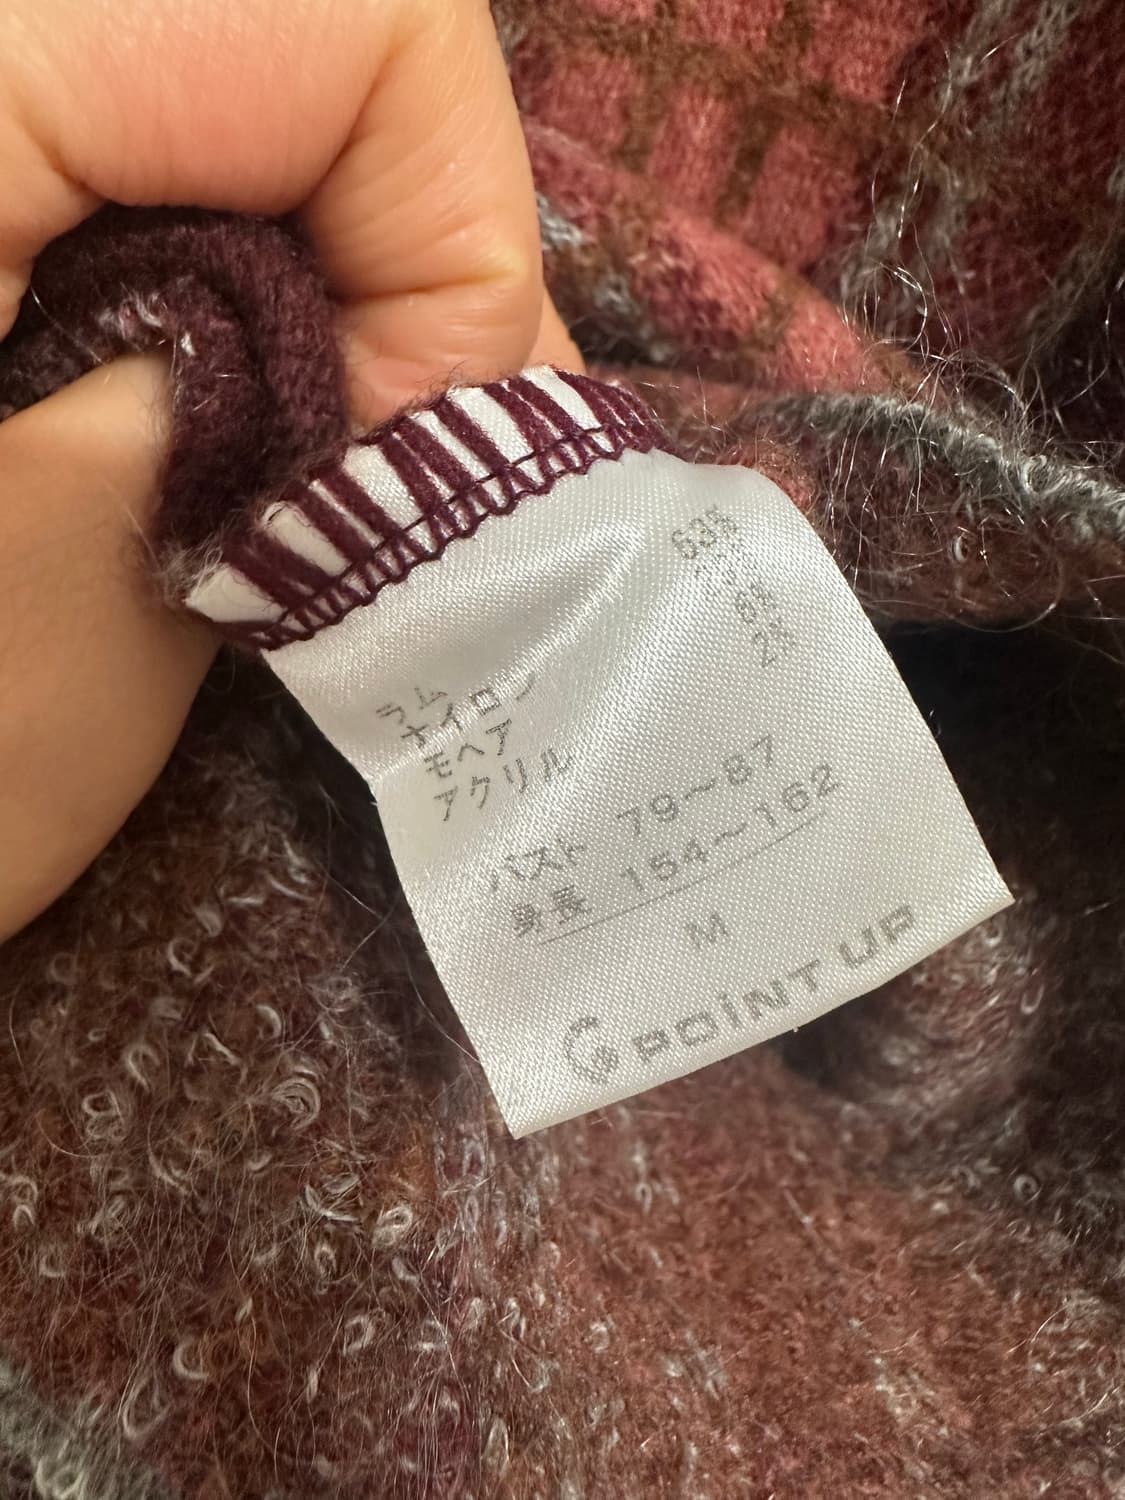 ラム 63%
ナイロン
モヘア 6%
アクリル 2%
バスト 79～87
身長 154～162
M
POINT UP